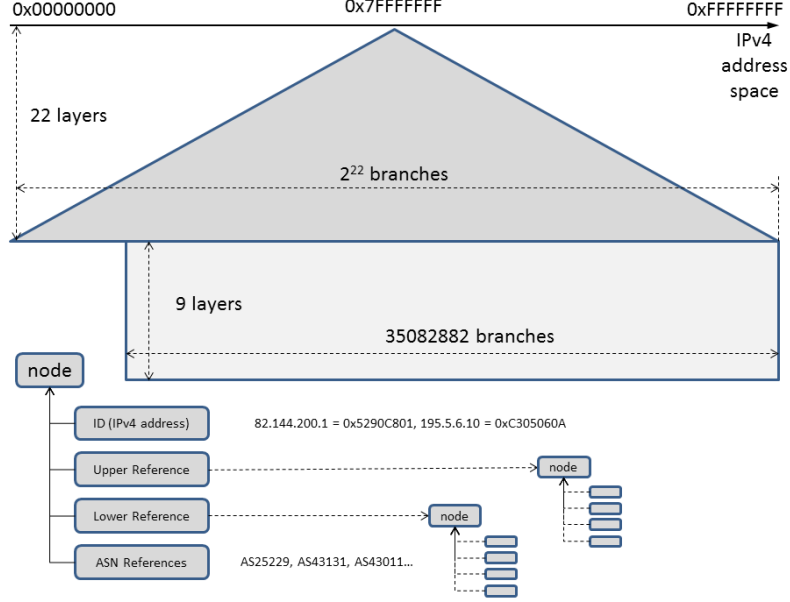 0x00000000 0x7FFFFFFF 0xFFFFFFFF
IPv4
address
space
22 layers
2²² branches
9 layers
35082882 branches
node
ID (IPv4 address) 82.144.200.1 = 0x5290C801, 195.5.6.10 = 0xC305060A
Upper Reference node
Lower Reference node
ASN References AS25229, AS43131, AS43011...